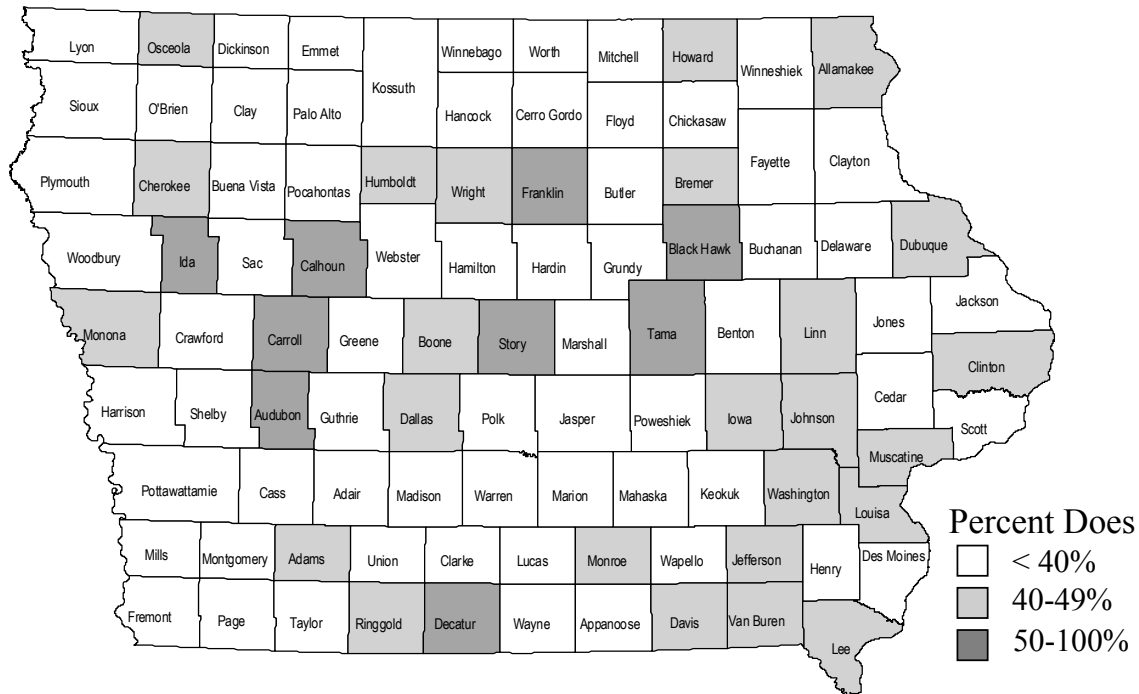 Lyon Osceola Dickinson Emmet Winnebago Worth Mitchell Howard Winneshiek Allamakee
Kossuth
Sioux O'Brien Clay Palo Alto Hancock Cerro Gordo Floyd Chickasaw
Plymouth Cherokee Buena Vista Pocahontas Humboldt Wright Franklin Butler Bremer Fayette Clayton
Woodbury Ida Sac Calhoun Webster Hamilton Hardin Grundy Black Hawk Buchanan Delaware Dubuque
Monona Crawford Carroll Greene Boone Story Marshall Tama Benton Linn Jones Jackson
Clinton
Harrison Shelby Audubon Guthrie Dallas Polk Jasper Poweshiek Iowa Johnson Cedar Scott
Muscatine
Pottawattamie Cass Adair Madison Warren Marion Mahaska Keokuk Washington Louisa
Mills Montgomery Adams Union Clarke Lucas Monroe Wapello Jefferson Henry Des Moines
Fremont Page Taylor Ringgold Decatur Wayne Appanoose Davis Van Buren Lee
Percent Does
< 40%
40-49%
50-100%